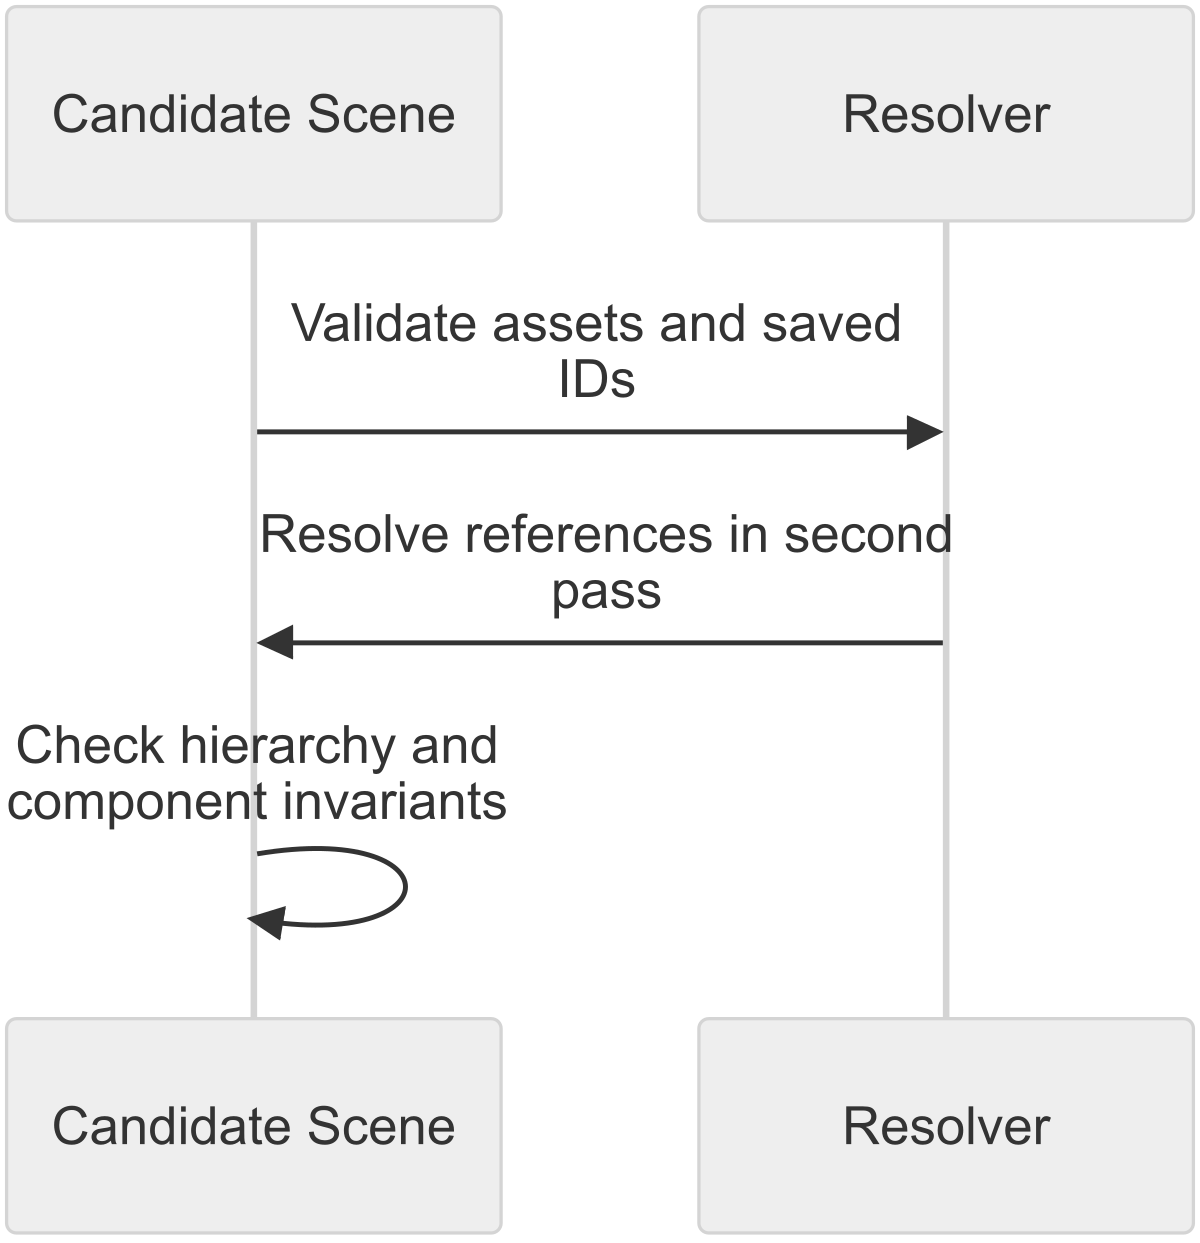 Candidate Scene
Resolver
Validate assets and saved
IDs
Resolve references in second
pass
Check hierarchy and
component invariants
Candidate Scene
Resolver